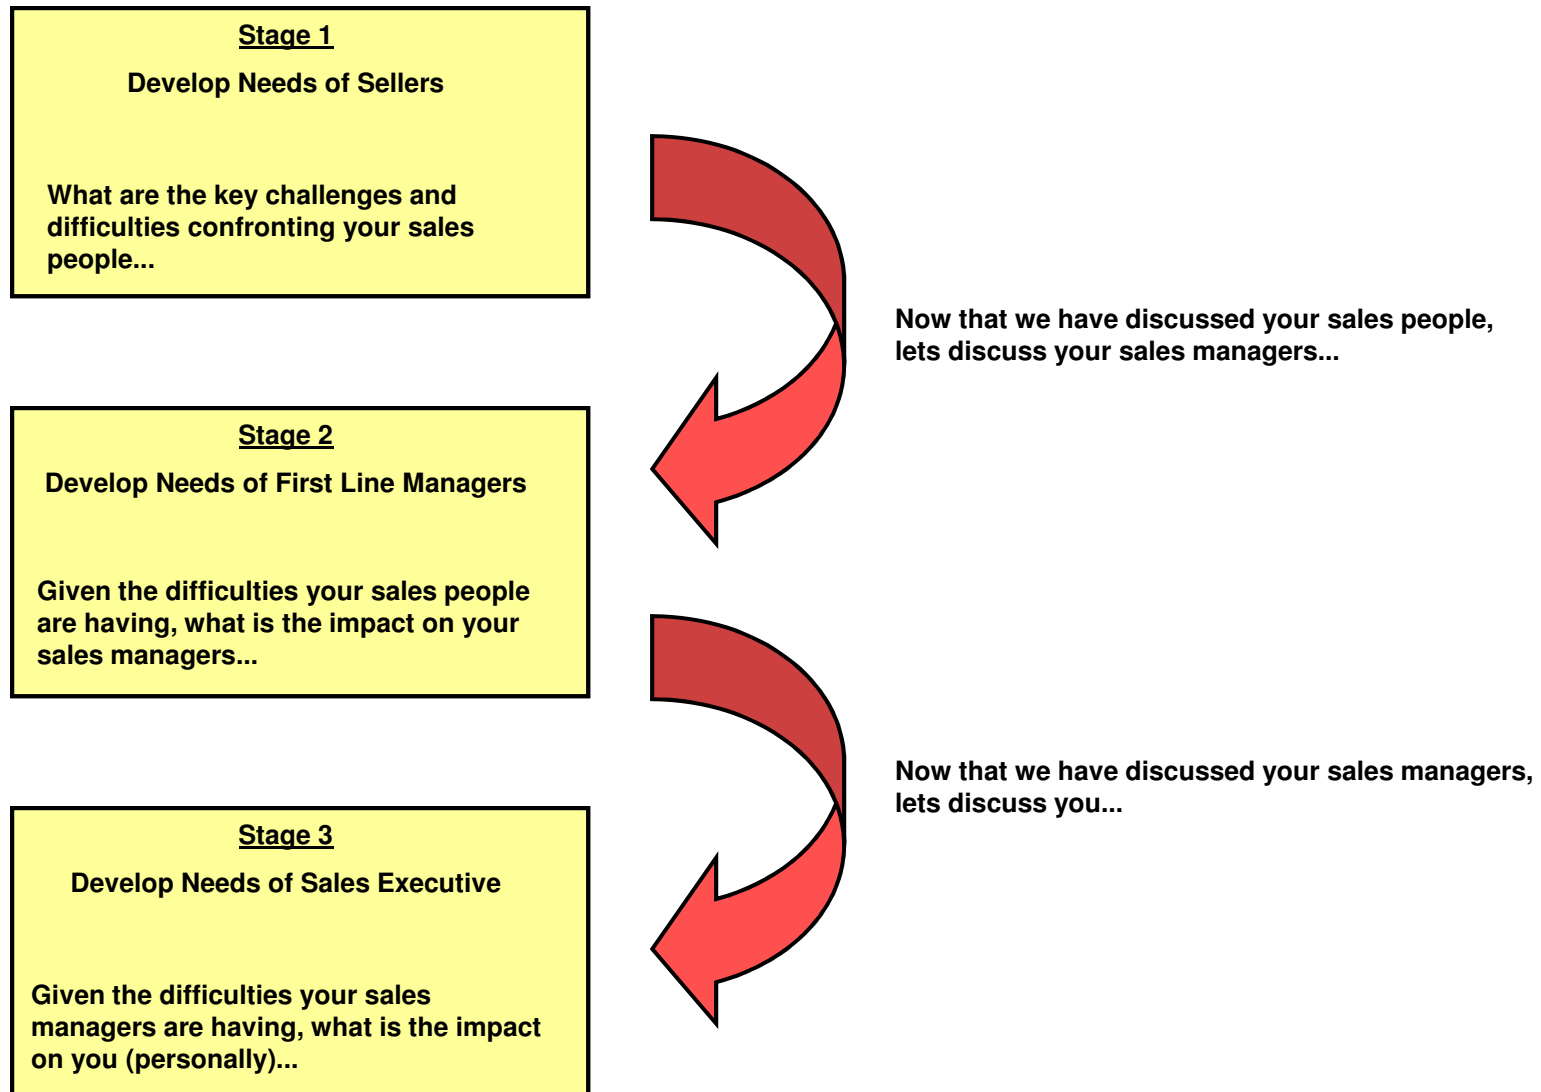 Stage 1
Develop Needs of Sellers
What are the key challenges and
difficulties confronting your sales
people...
Now that we have discussed your sales people,
lets discuss your sales managers...
Stage 2
Develop Needs of First Line Managers
Given the difficulties your sales people
are having, what is the impact on your
sales managers...
Now that we have discussed your sales managers,
lets discuss you...
Stage 3
Develop Needs of Sales Executive
Given the difficulties your sales
managers are having, what is the impact
on you (personally)...